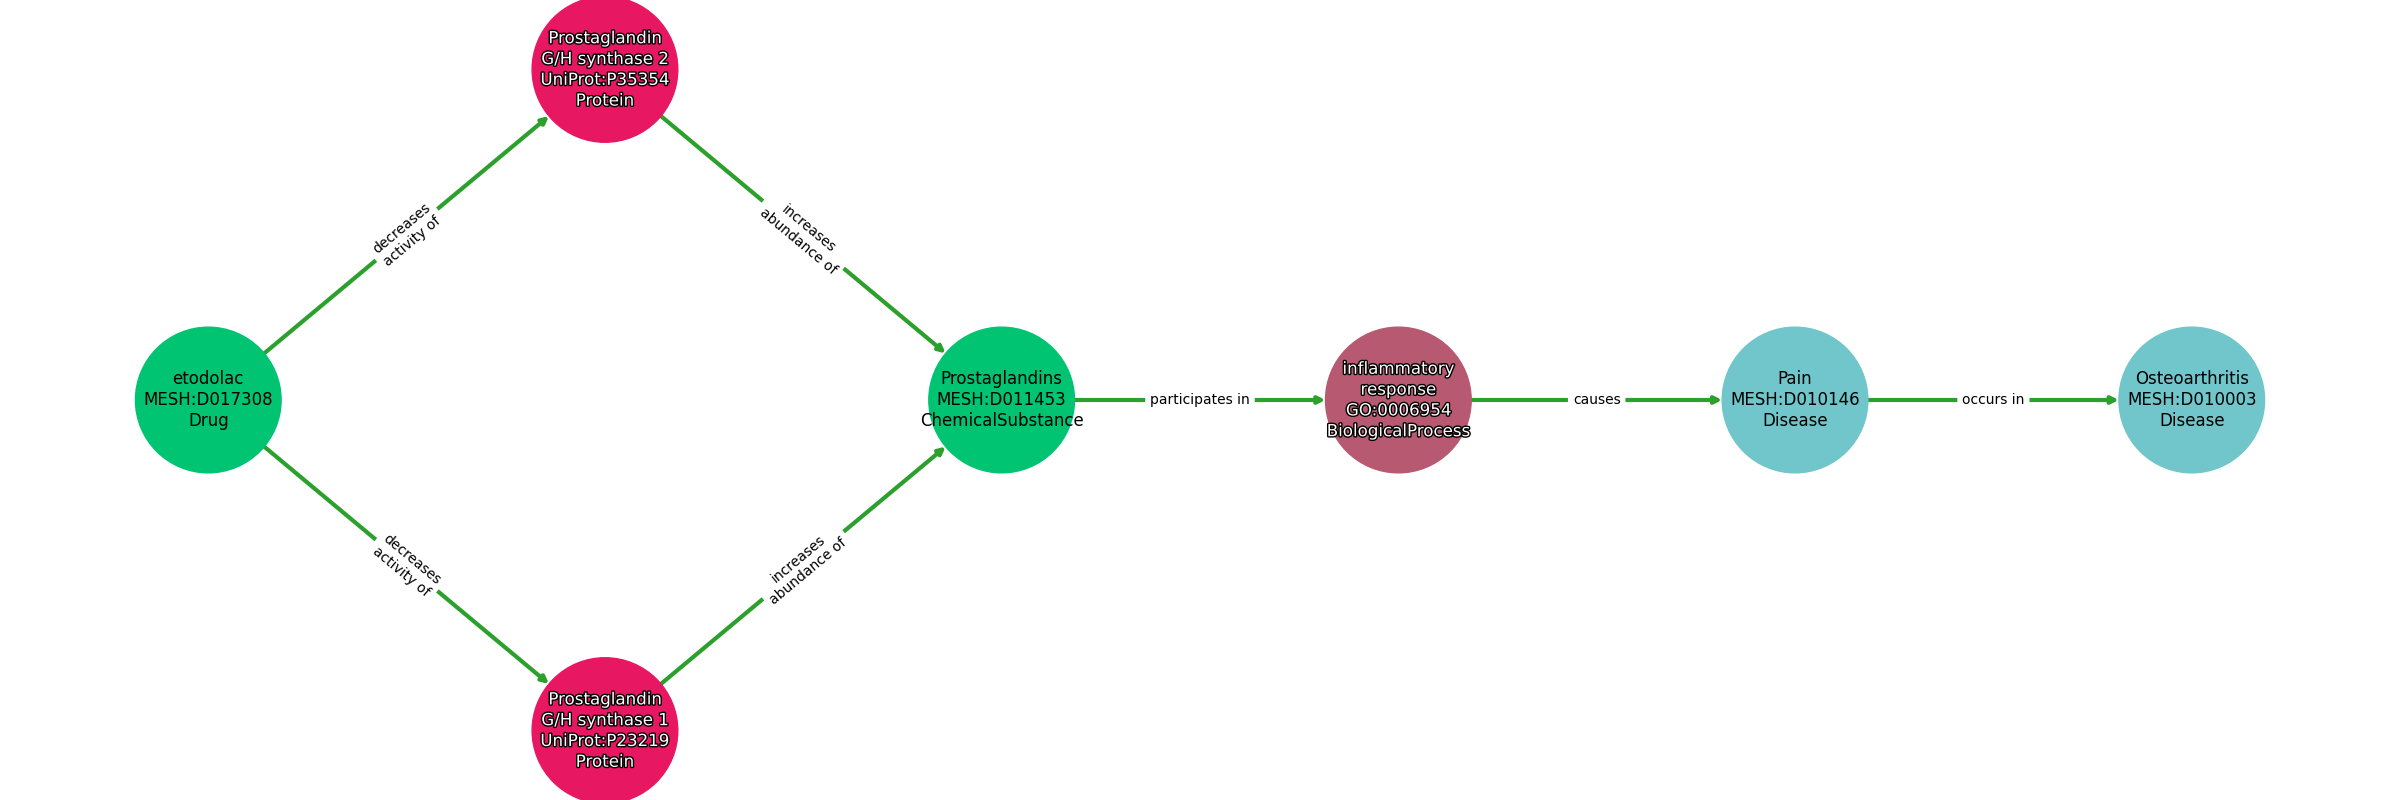 Prostaglandin
G/H synthase 2
UniProt:P35354
Protein
decreases
activity of
increases
abundance of
etodolac
MESH:D017308
Drug
Prostaglandins
MESH:D011453
ChemicalSubstance
participates in
inflammatory
response
GO:0006954
BiologicalProcess
causes
Pain
MESH:D010146
Disease
occurs in
Osteoarthritis
MESH:D010003
Disease
decreases
activity of
increases
abundance of
Prostaglandin
G/H synthase 1
UniProt:P23219
Protein